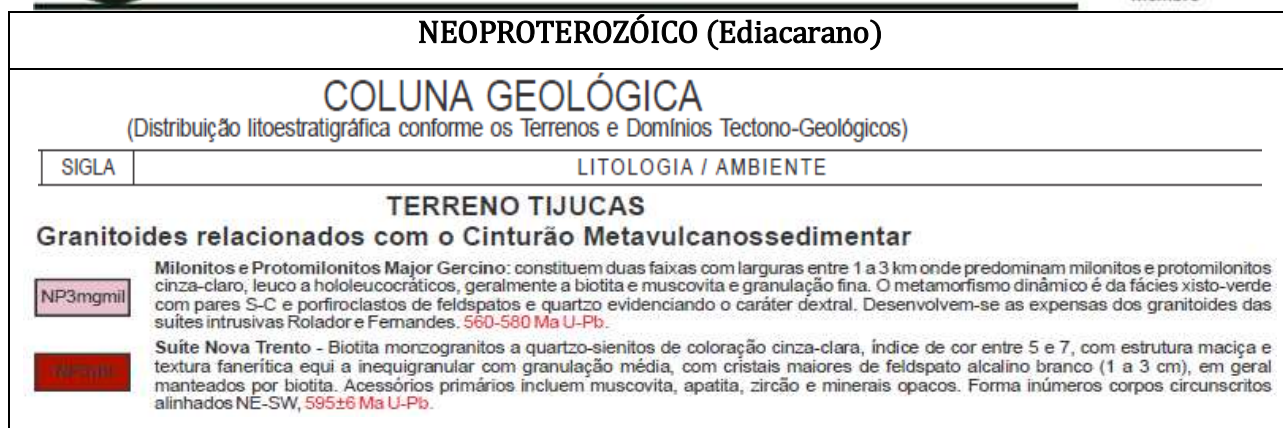 NEOPROTEROZÓICO (Ediacarano)
COLUNA GEOLÓGICA
(Distribuição litoestratigráfica conforme os Terrenos e Domínios Tectono-Geológicos)
SIGLA LITOLOGIA / AMBIENTE
TERRENO TIJUCAS
Granitoides relacionados com o Cinturão Metavulcanossedimentar
NP3mgmil
Milonitos e Protomilonitos Major Gercino: constituem duas faixas com larguras entre 1 a 3 km onde predominam milonitos e protomilonitos
cinza-claro, leuco a hololeucocráticos, geralmente a biotita e muscovita e granulação fina. O metamorfismo dinâmico é da fácies xisto-verde
com pares S-C e porfiroclastos de feldspatos e quartzo evidenciando o caráter dextral. Desenvolvem-se as expensas dos granitoides das
suítes intrusivas Rolador e Fernandes. 560-580 Ma U-Pb.
Suíte Nova Trento - Biotita monzogranitos a quartzo-sienitos de coloração cinza-clara, índice de cor entre 5 e 7, com estrutura maciça e
textura fanerítica equi a inequigranular com granulação média, com cristais maiores de feldspato alcalino branco (1 a 3 cm), em geral
manteados por biotita. Acessórios primários incluem muscovita, apatita, zircão e minerais opacos. Forma inúmeros corpos circunscritos
alinhados NE-SW, 595±6 Ma U-Pb.